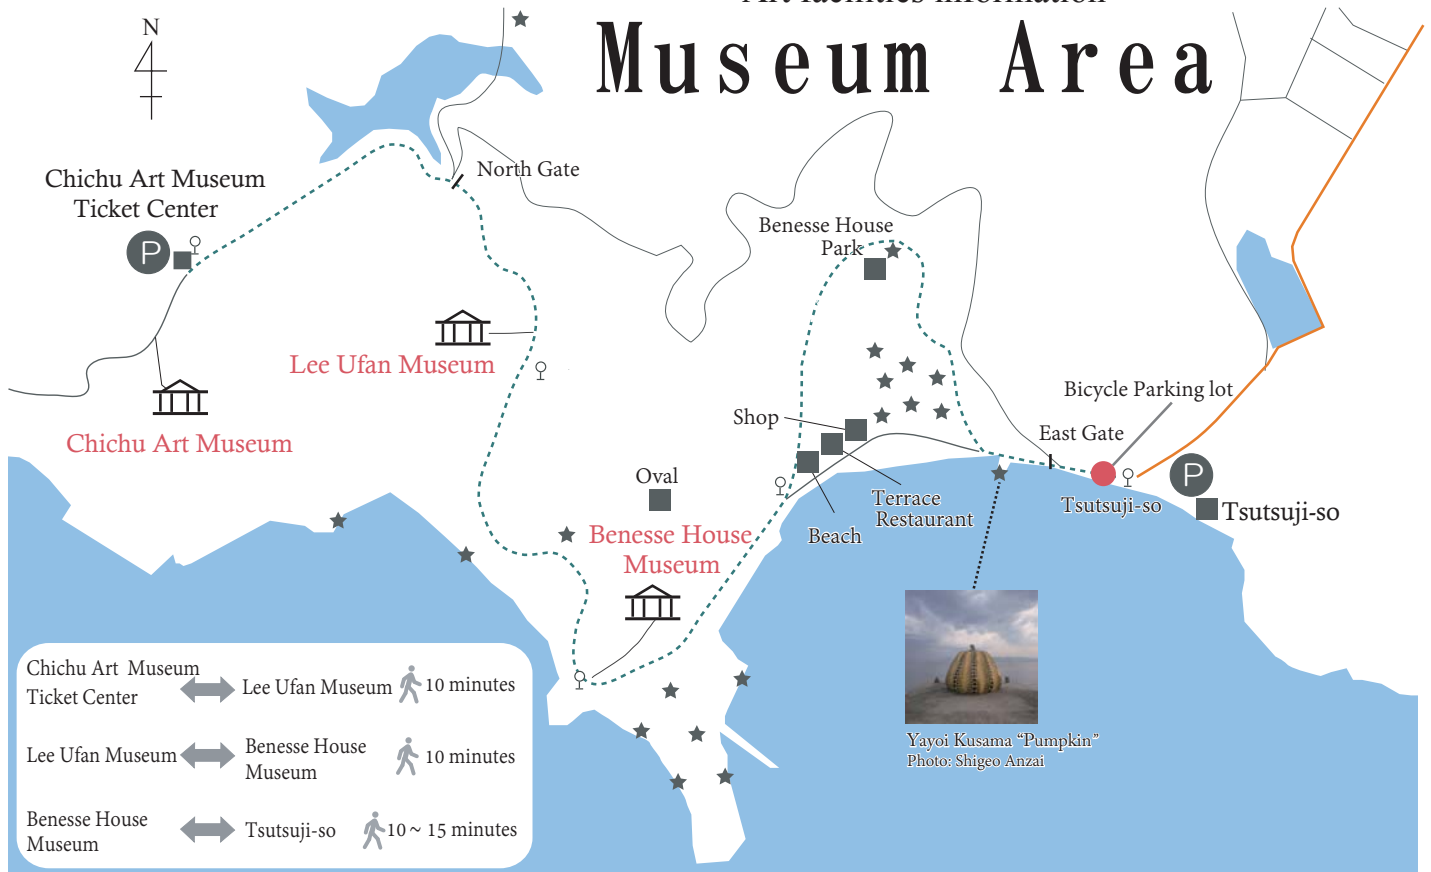 Art facilities information
Museum Area
N
North Gate
Chichu Art Museum
Ticket Center
P
Benesse House
Park
Lee Ufan Museum
Chichu Art Museum
Bicycle Parking lot
Shop
East Gate
Oval
Terrace
Restaurant
Beach
P
Tsutsuji-so
Tsutsuji-so
Benesse House
Museum
Yayoi Kusama “Pumpkin”
Photo: Shigeo Anzai
Chichu Art Museum
Ticket Center
Lee Ufan Museum
10 minutes
Lee Ufan Museum
Benesse House
Museum
10 minutes
Benesse House
Museum
Tsutsuji-so
10 ~ 15 minutes